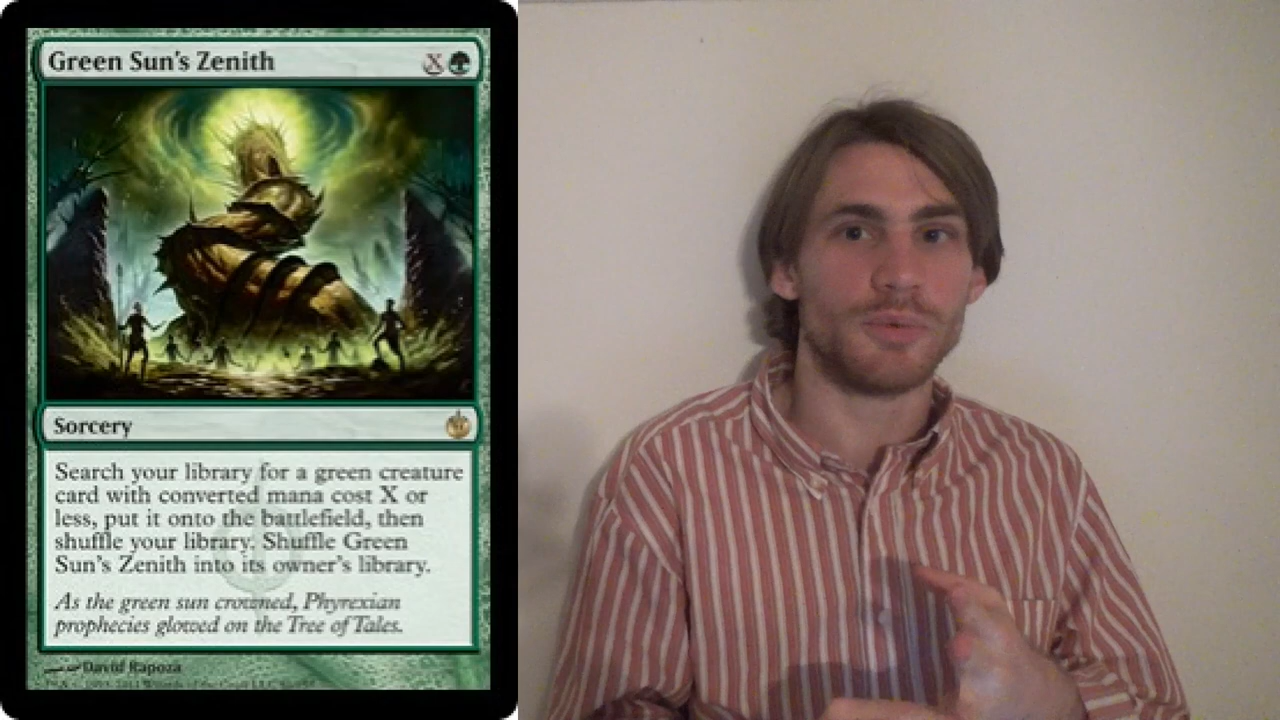 Green Sun's Zenith X
Sorcery
Search your library for a green creature
card with converted mana cost X or
less, put it onto the battlefield, then
shuffle your library. Shuffle Green
Sun's Zenith into its owner's library.
As the green sun crowned, Phyrexian
prophecies glowed on the Tree of Tales.
David Rapoza